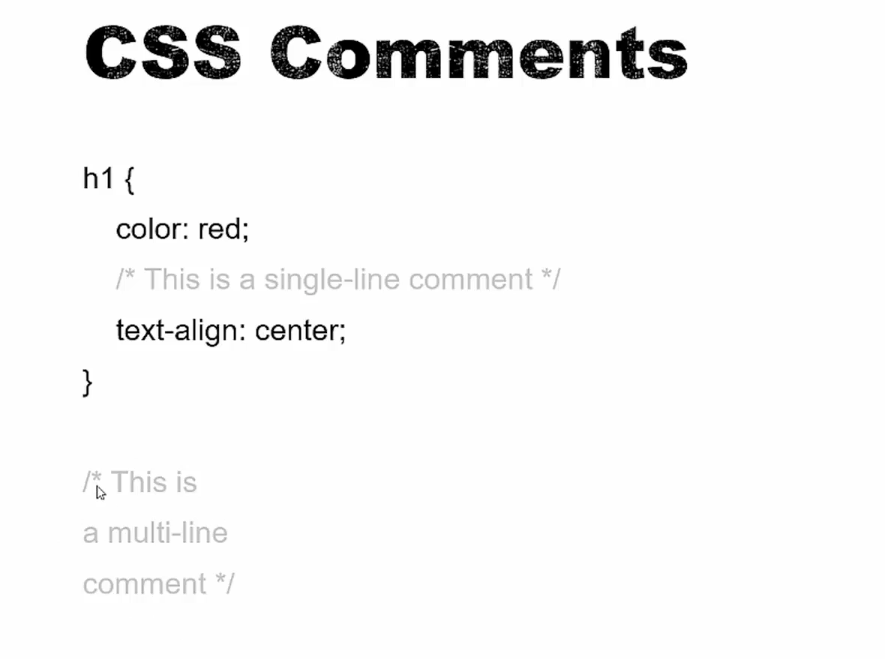 CSS Comments
h1 {
color: red;
/* This is a single-line comment */
text-align: center;
}
/* This is
a multi-line
comment */